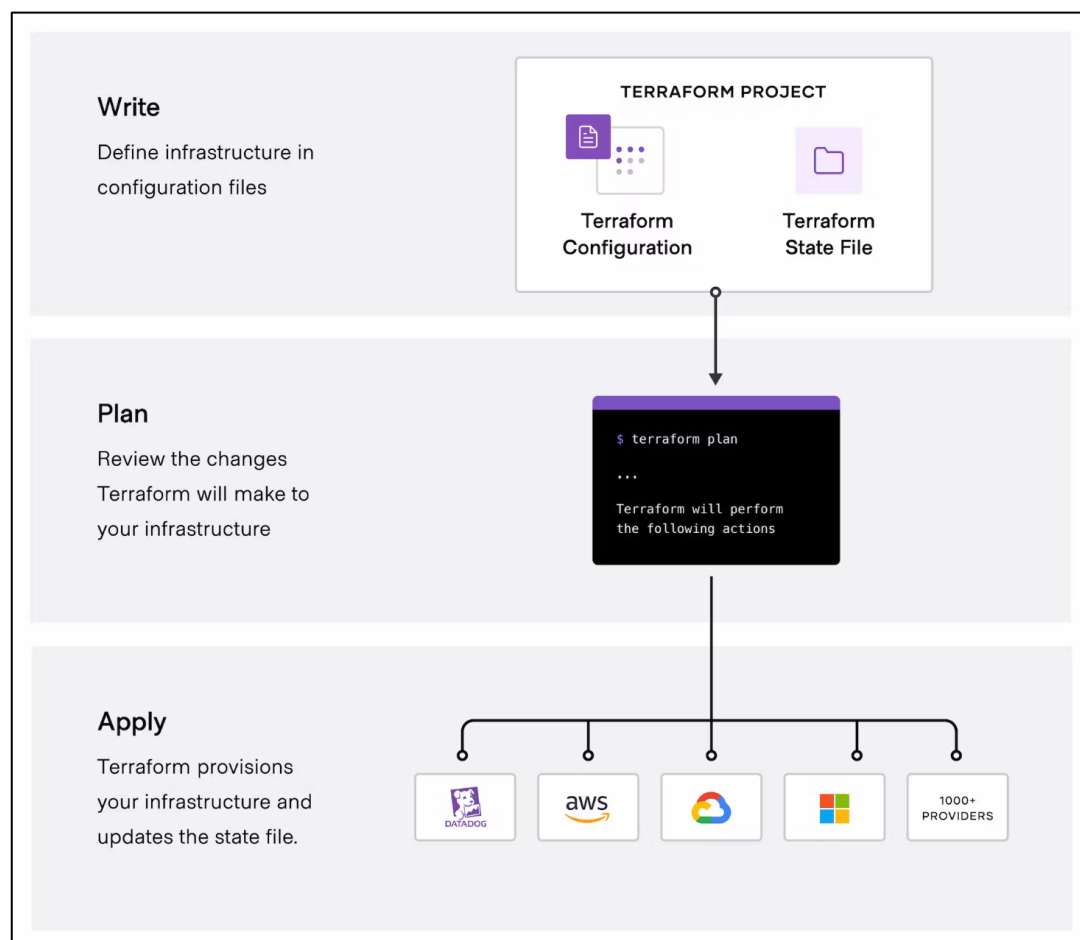 Write
Define infrastructure in
configuration files
TERRAFORM PROJECT
Terraform
Configuration
Terraform
State File
Plan
Review the changes
Terraform will make to
your infrastructure
$ terraform plan
...
Terraform will perform
the following actions
Apply
Terraform provisions
your infrastructure and
updates the state file.
DATADOG
aws
1000+
PROVIDERS